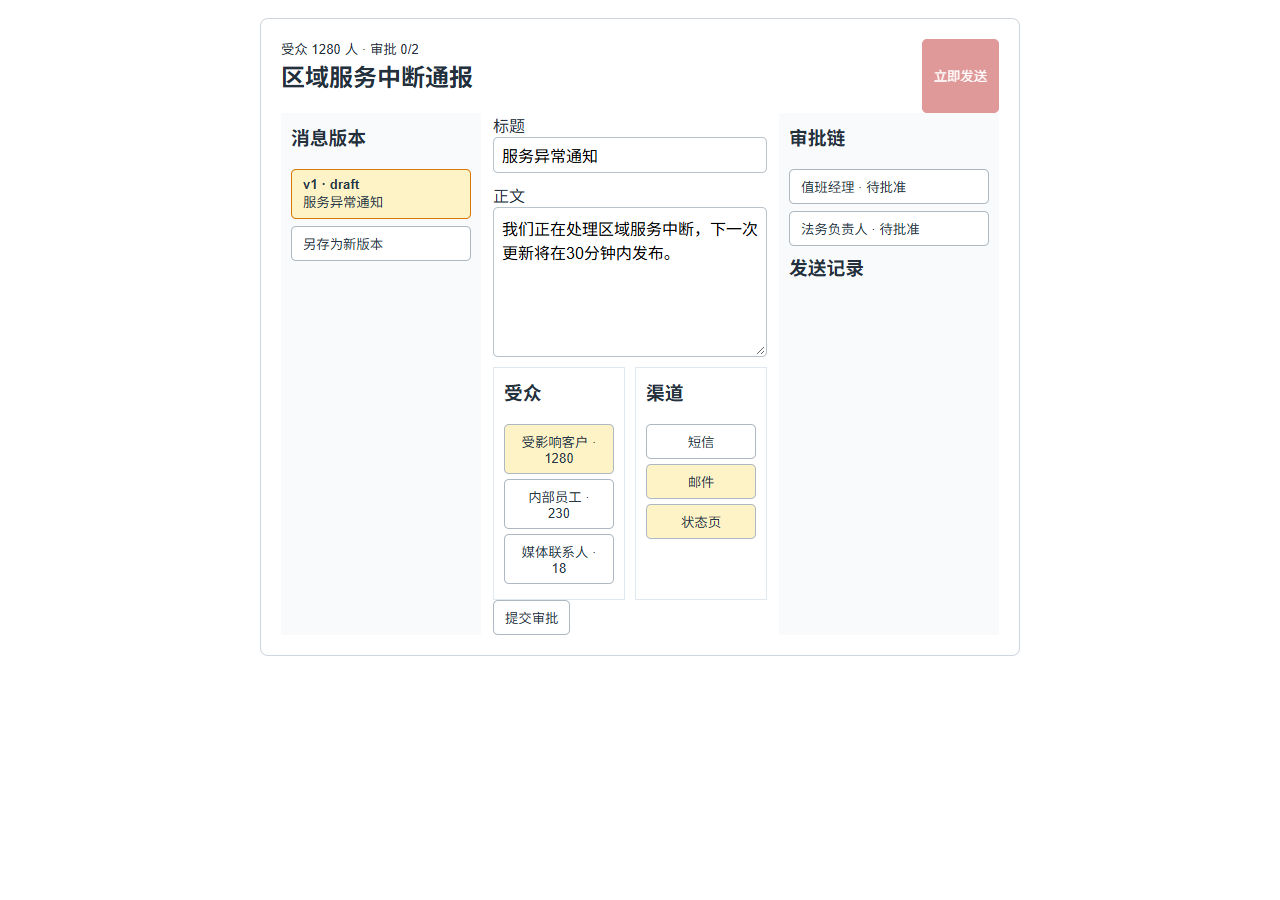 受众 1280 人 · 审批 0/2
区域服务中断通报
立即发送
消息版本
v1 · draft
服务异常通知
另存为新版本
标题
服务异常通知
正文
我们正在处理区域服务中断，下一次
更新将在30分钟内发布。
受众
受影响客户 ·
1280
内部员工 ·
230
媒体联系人 ·
18
渠道
短信
邮件
状态页
提交审批
审批链
值班经理 · 待批准
法务负责人 · 待批准
发送记录